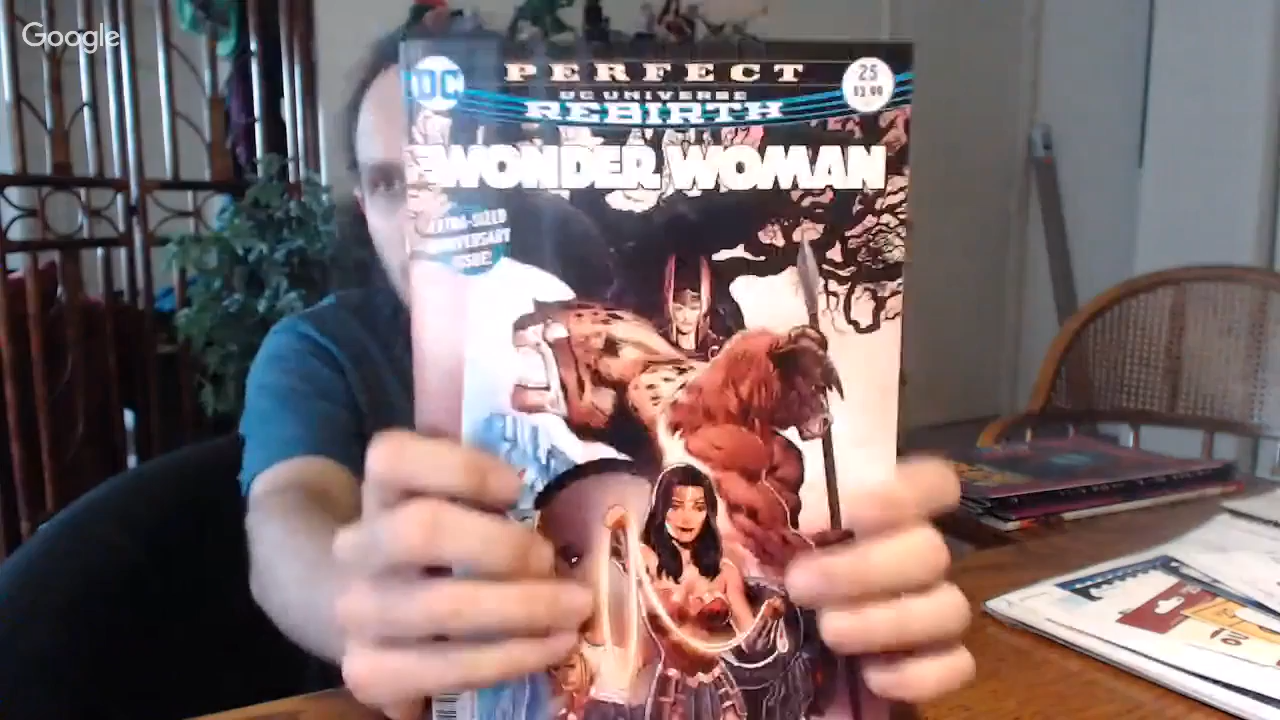 Google
PERFECT
DC
DC UNIVERSE
REBIRTH
25
$3.99
WONDER WOMAN
EXTRA-SIZED
ANNIVERSARY
ISSUE!